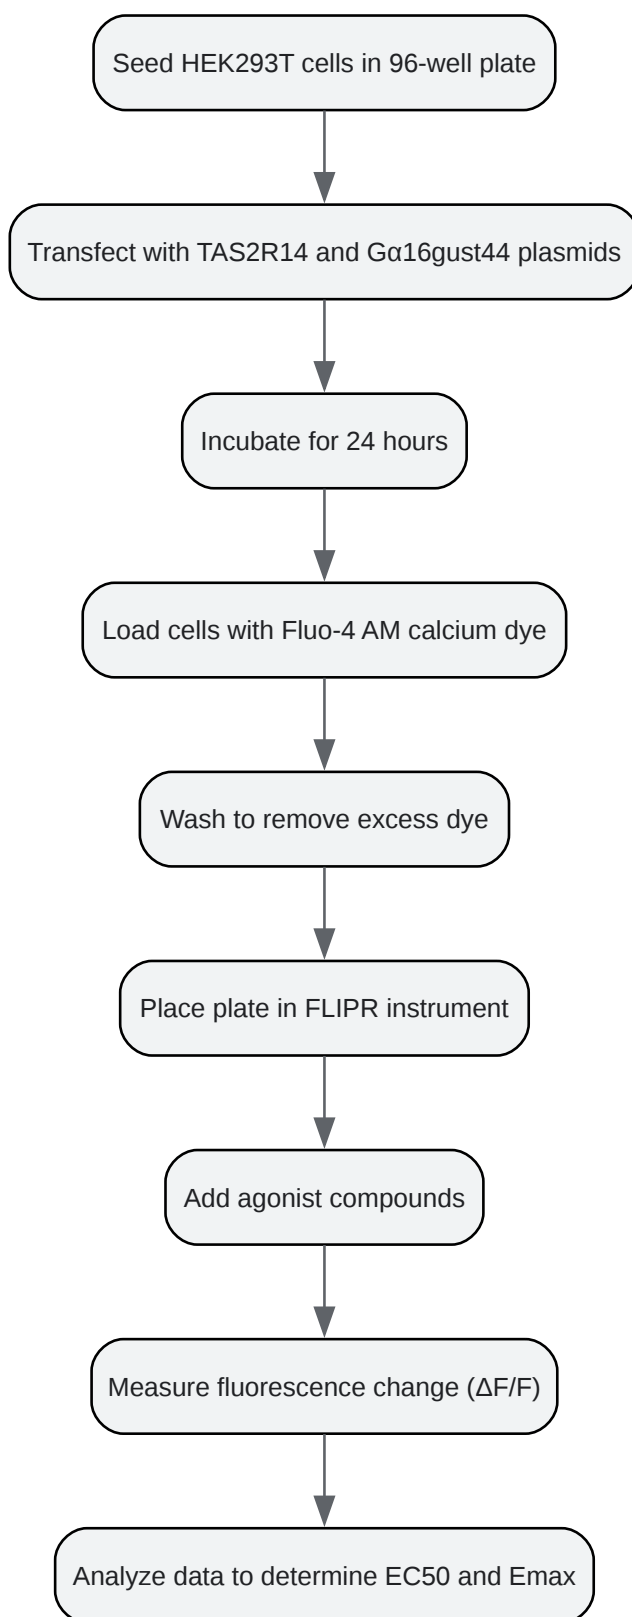 Seed HEK293T cells in 96-well plate
Transfect with TAS2R14 and Gα16gust44 plasmids
Incubate for 24 hours
Load cells with Fluo-4 AM calcium dye
Wash to remove excess dye
Place plate in FLIPR instrument
Add agonist compounds
Measure fluorescence change (ΔF/F)
Analyze data to determine EC50 and Emax